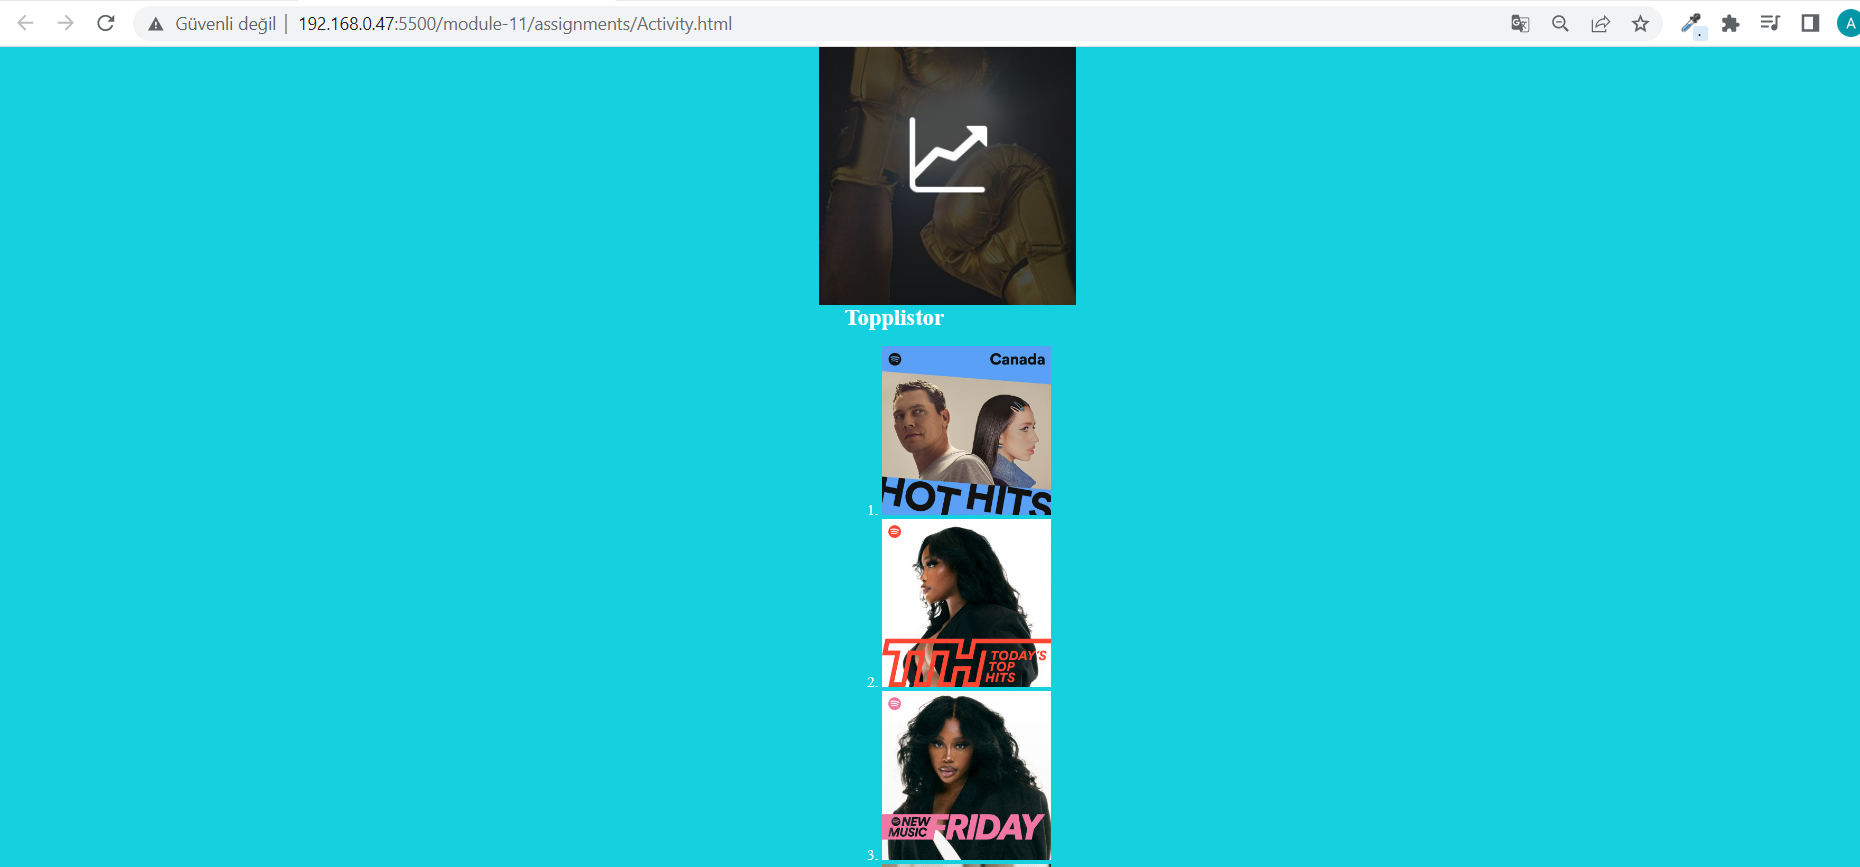 Güvenli değil | 192.168.0.47:5500/module-11/assignments/Activity.html
A
Topplistor
Canada
HOT HITS
1.
TTH
TODAY'S
TOP
HITS
2.
NEW
MUSIC
FRIDAY
3.